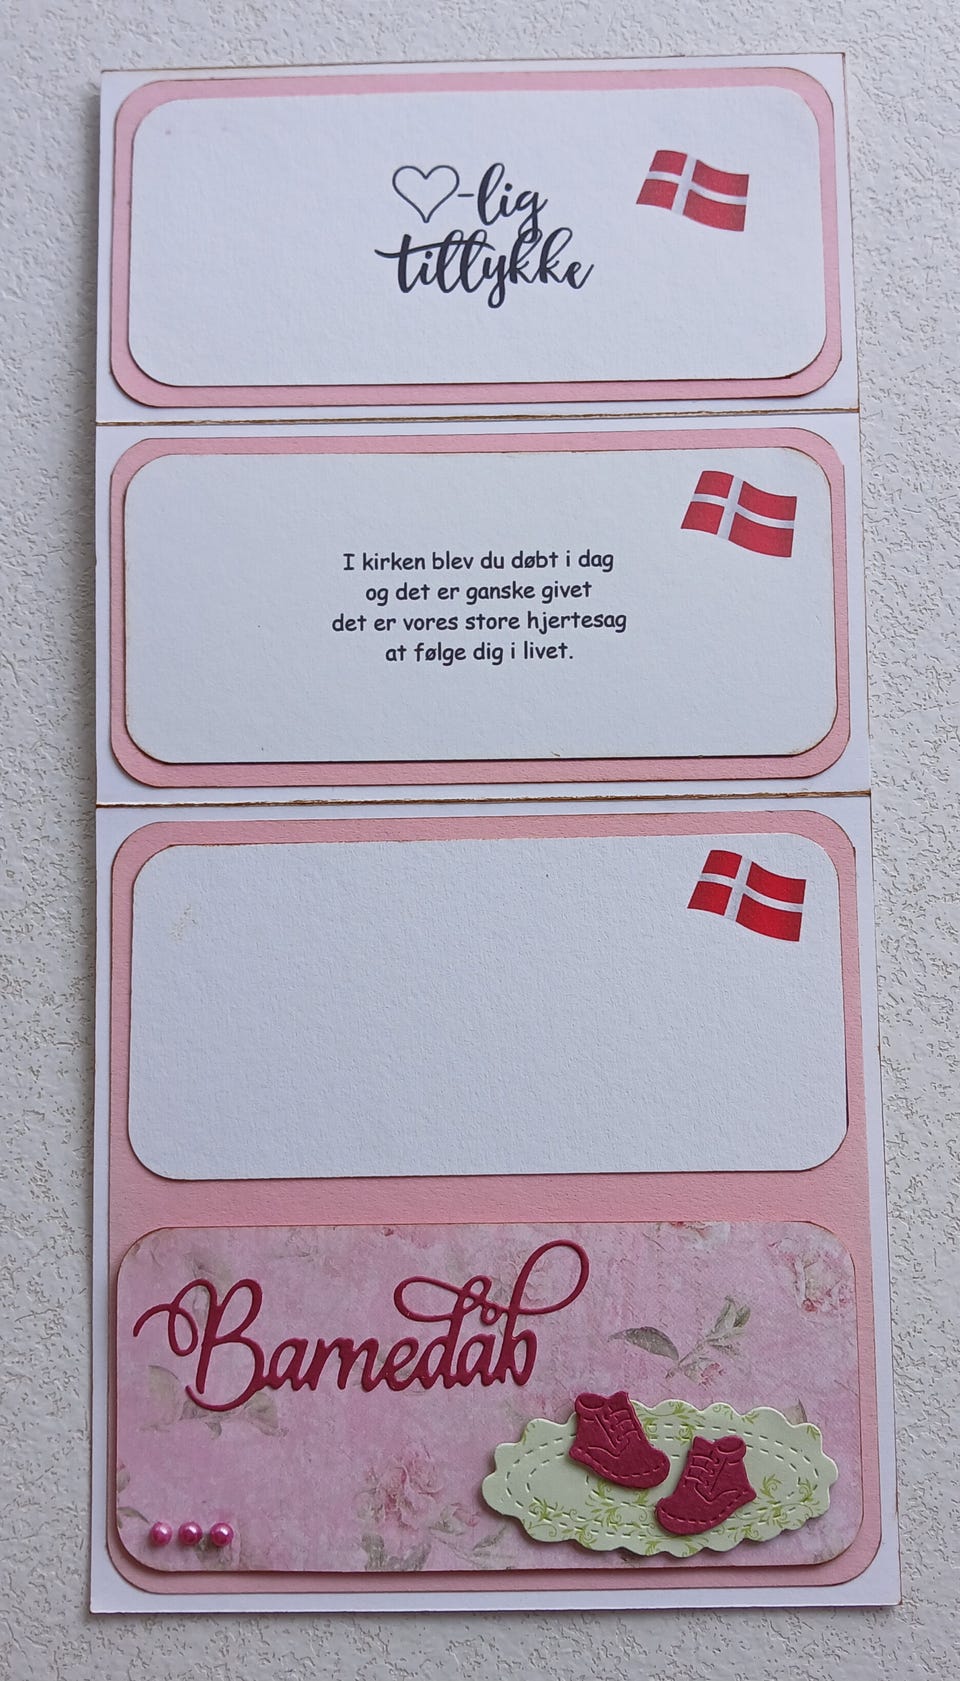 ♡-lig
tillykke
I kirken blev du døbt i dag
og det er ganske givet
det er vores store hjertesag
at følge dig i livet.
Barnedåb